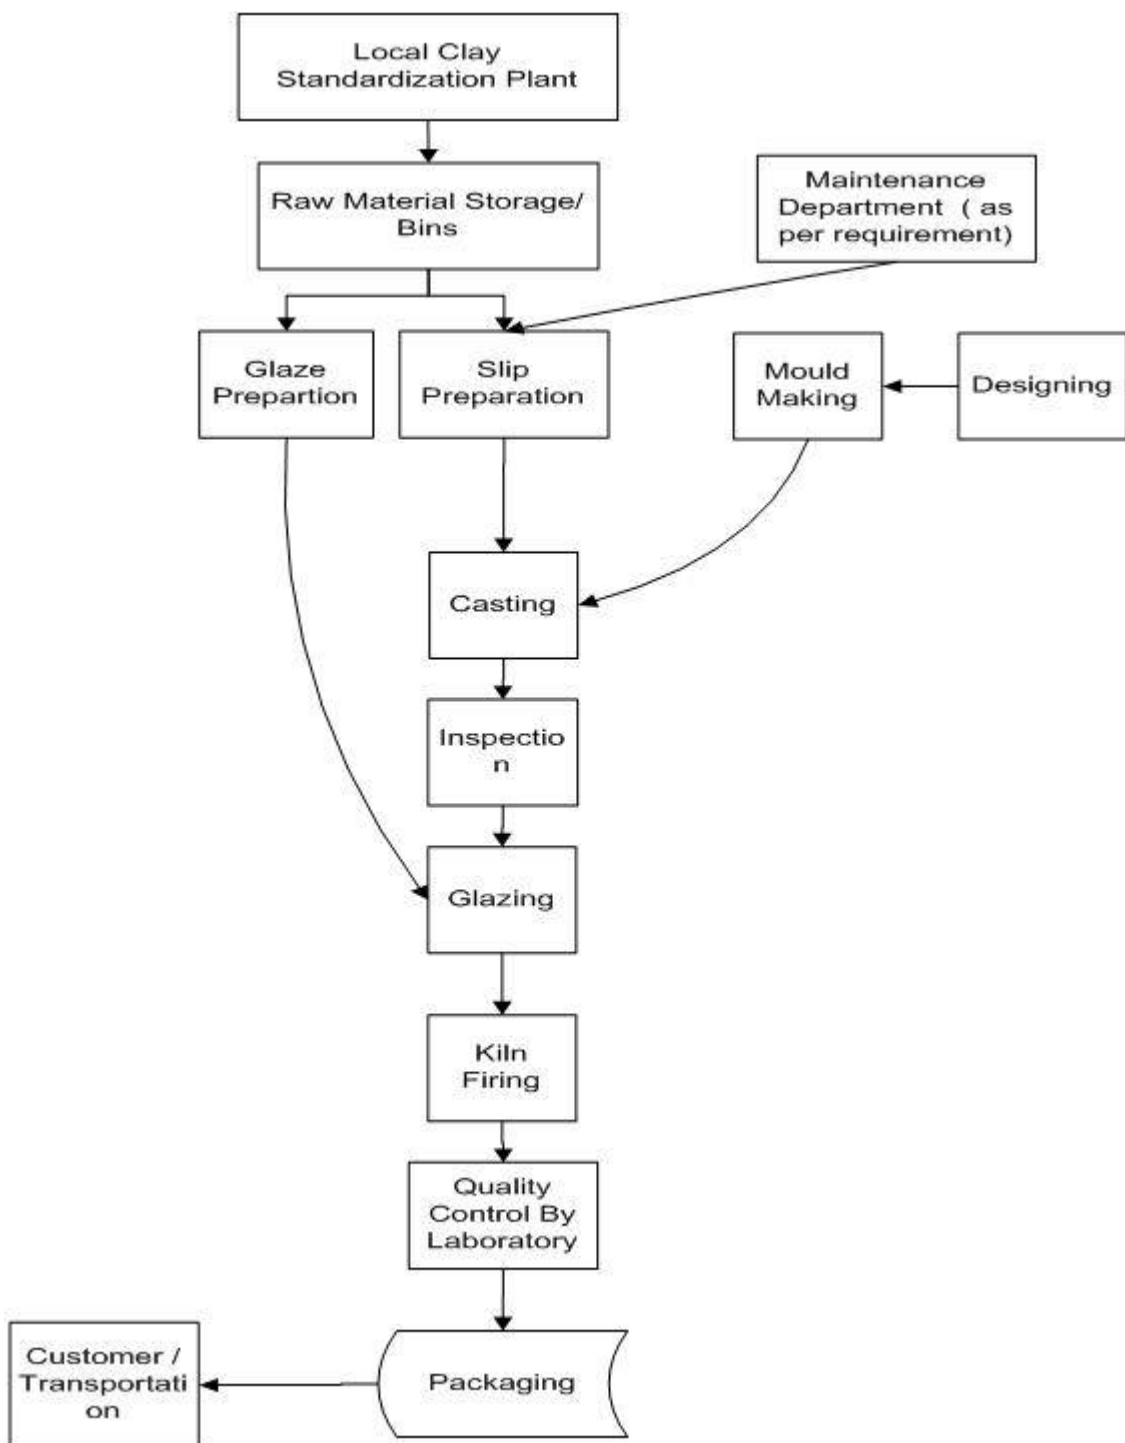 Local Clay
Standardization Plant
Raw Material Storage/
Bins
Maintenance
Department ( as
per requirement)
Glaze
Prepartion
Slip
Preparation
Mould
Making
Designing
Casting
Inspectio
n
Glazing
Kiln
Firing
Quality
Control By
Laboratory
Packaging
Customer /
Transportati
on